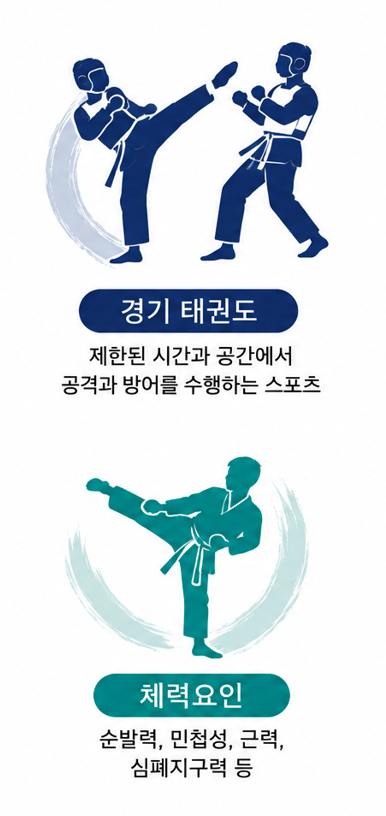 경기 태권도
제한된 시간과 공간에서
공격과 방어를 수행하는 스포츠
체력요인
순발력, 민첩성, 근력,
심폐지구력 등